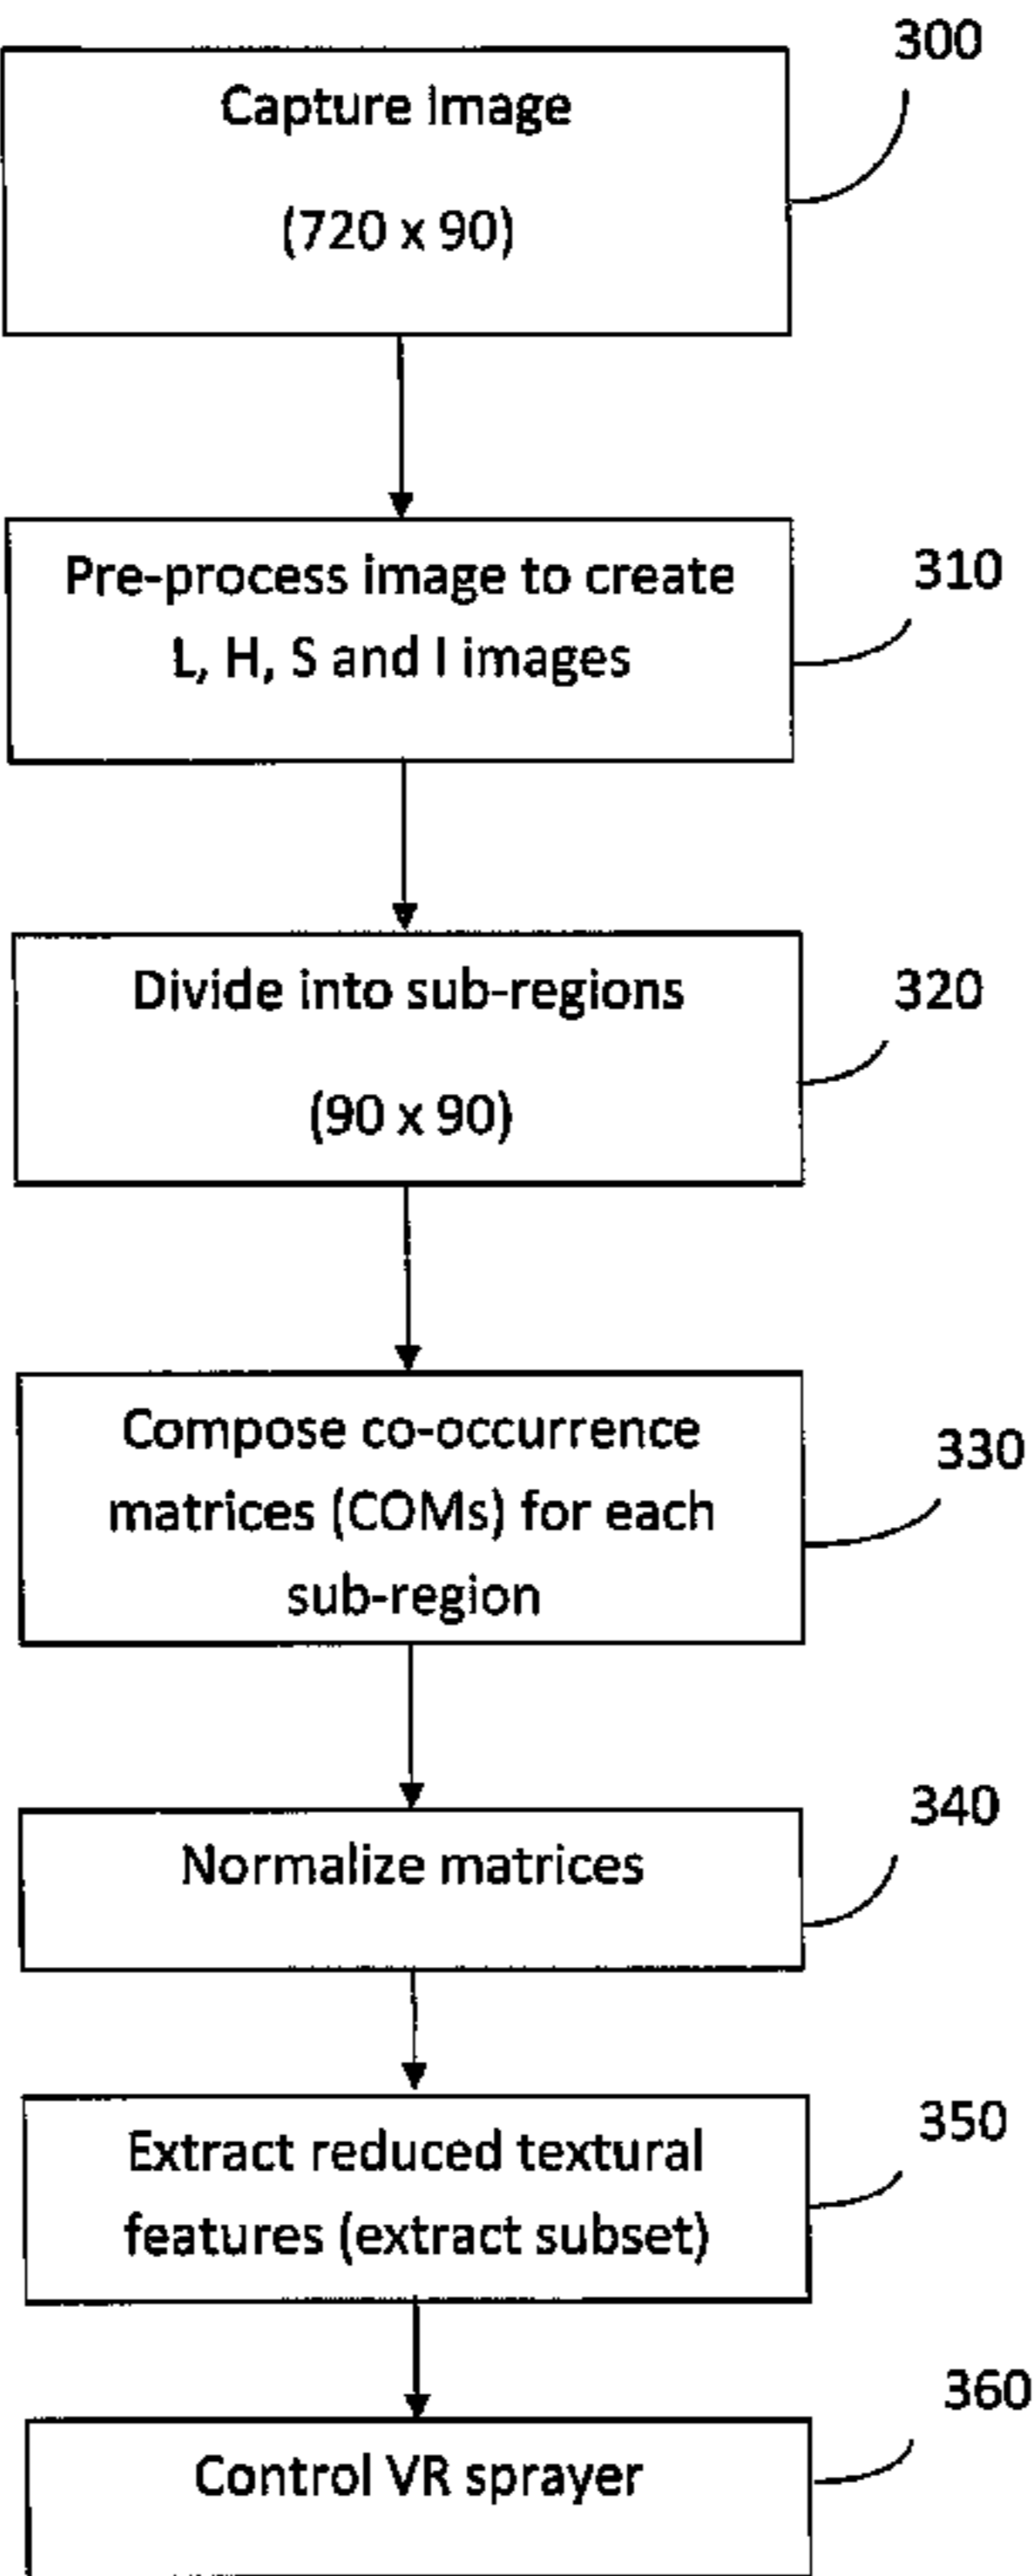 300
Capture Image
(720 x 90)
310
Pre-process image to create
L, H, S and I images
320
Divide into sub-regions
(90 x 90)
330
Compose co-occurrence
matrices (COMs) for each
sub-region
340
Normalize matrices
350
Extract reduced textural
features (extract subset)
360
Control VR sprayer